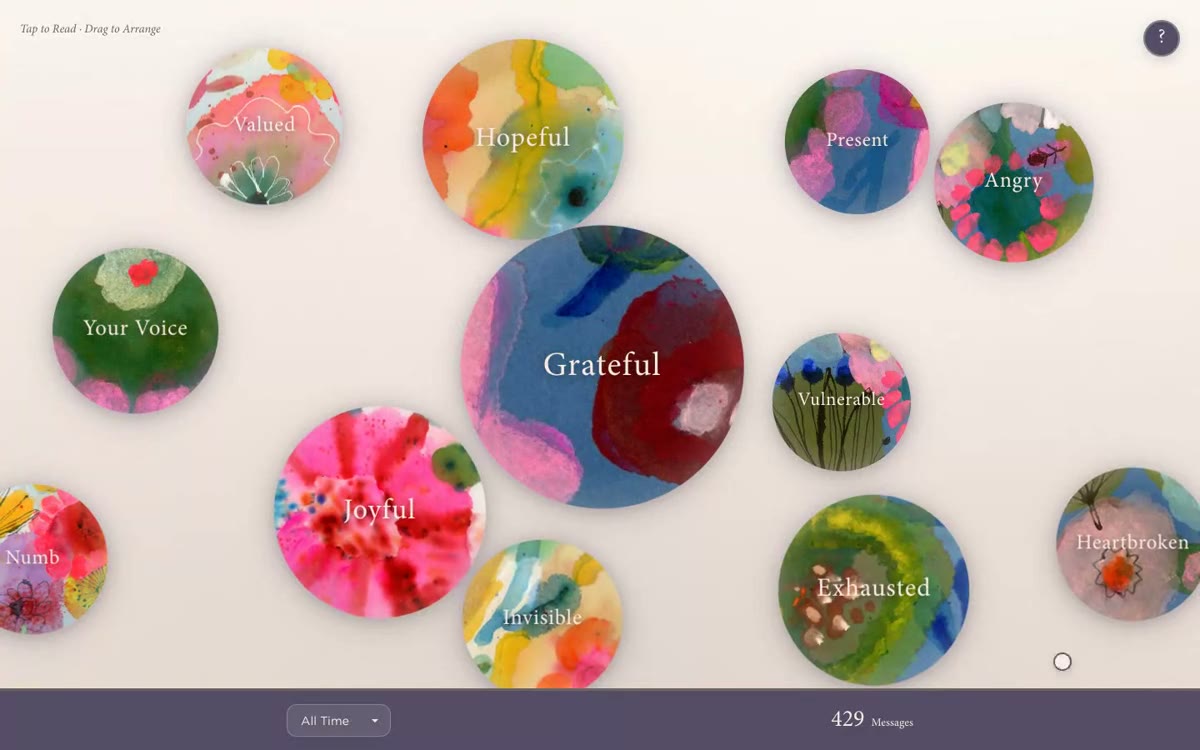 Tap to Read · Drag to Arrange
?
Valued
Hopeful
Present
Angry
Your Voice
Grateful
Vulnerable
Joyful
Numb
Heartbroken
Exhausted
Invisible
All Time
429 Messages